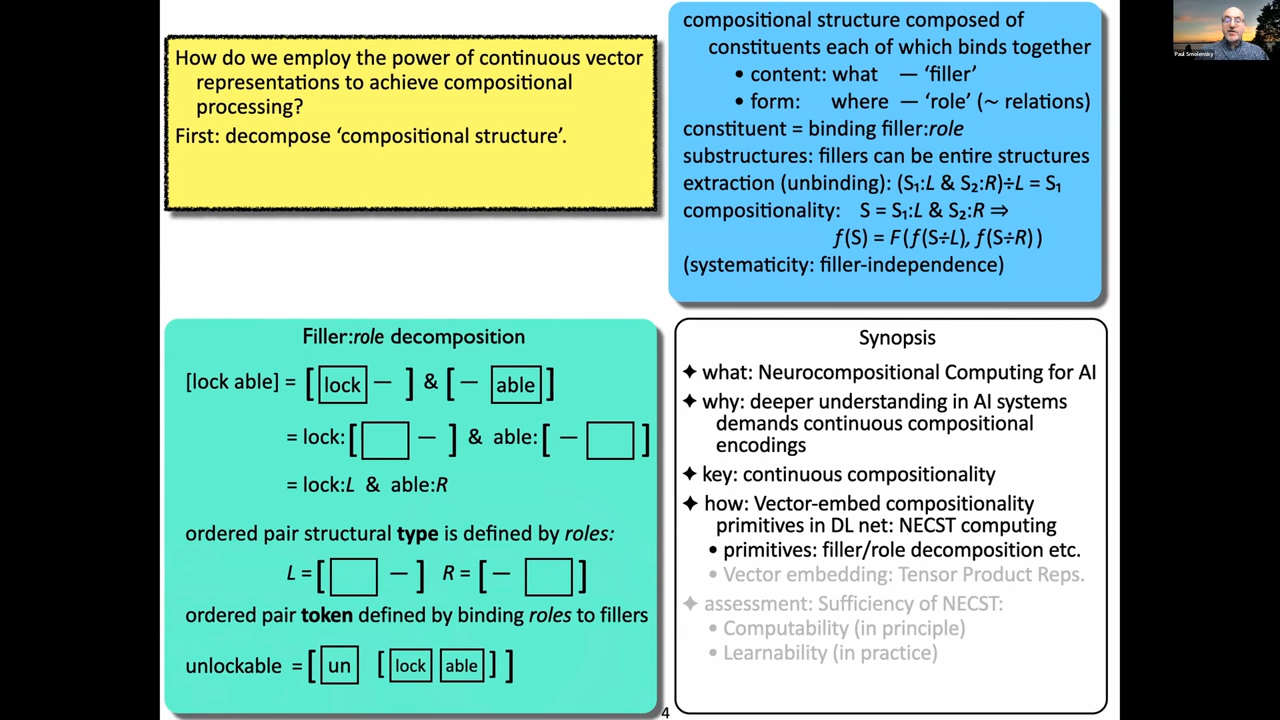 How do we employ the power of continuous vector
representations to achieve compositional
processing?
First: decompose ‘compositional structure’.
compositional structure composed of
constituents each of which binds together
• content: what — ‘filler’
• form: where — ‘role’ (~ relations)
constituent = binding filler:role
substructures: fillers can be entire structures
extraction (unbinding): (S₁:L & S₂:R)÷L = S₁
compositionality: S = S₁:L & S₂:R ⇒
f(S) = F(f(S÷L), f(S÷R))
(systematicity: filler-independence)
Paul Smolensky
Filler:role decomposition
[lock able] = [ lock — ] & [ — able ]
= lock:[ □ — ] & able:[ — □ ]
= lock:L & able:R
ordered pair structural type is defined by roles:
L = [ □ — ] R = [ — □ ]
ordered pair token defined by binding roles to fillers
unlockable = [ un [ lock able ] ]
Synopsis
✦ what: Neurocompositional Computing for AI
✦ why: deeper understanding in AI systems
demands continuous compositional
encodings
✦ key: continuous compositionality
✦ how: Vector-embed compositionality
primitives in DL net: NECST computing
• primitives: filler/role decomposition etc.
• Vector embedding: Tensor Product Reps.
✦ assessment: Sufficiency of NECST:
• Computability (in principle)
• Learnability (in practice)
4